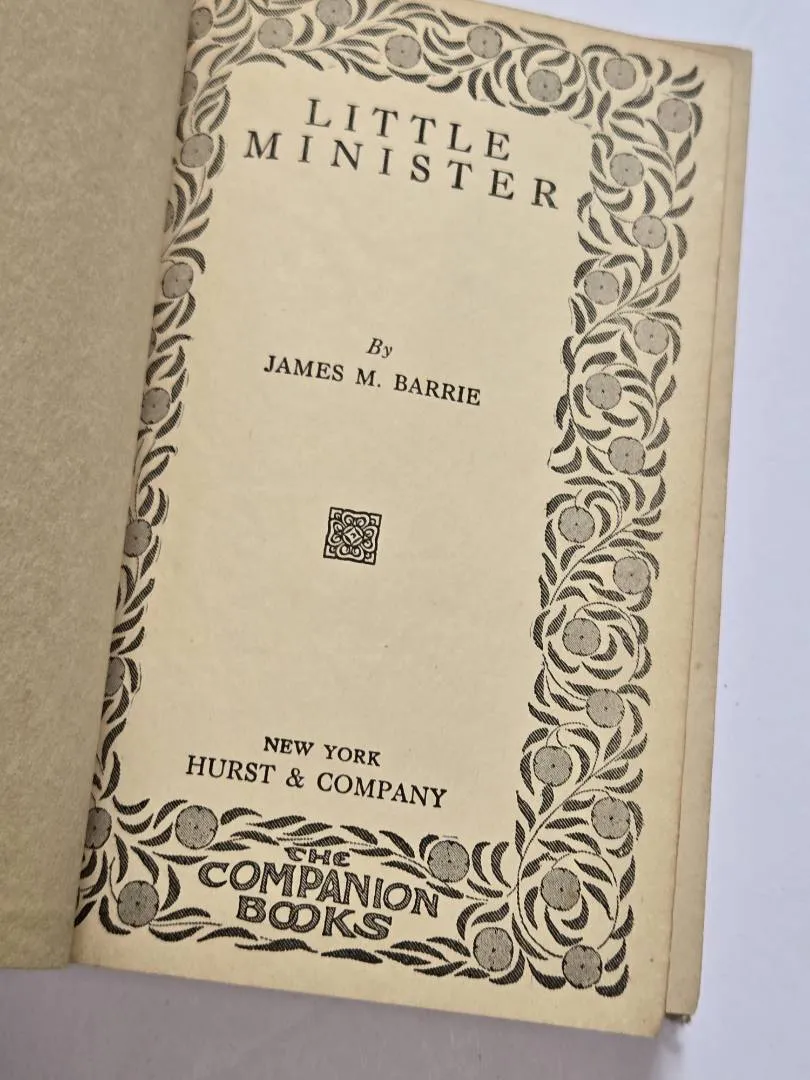 LITTLE
MINISTER
By
JAMES M. BARRIE
NEW YORK
HURST & COMPANY
THE
COMPANION
BOOKS